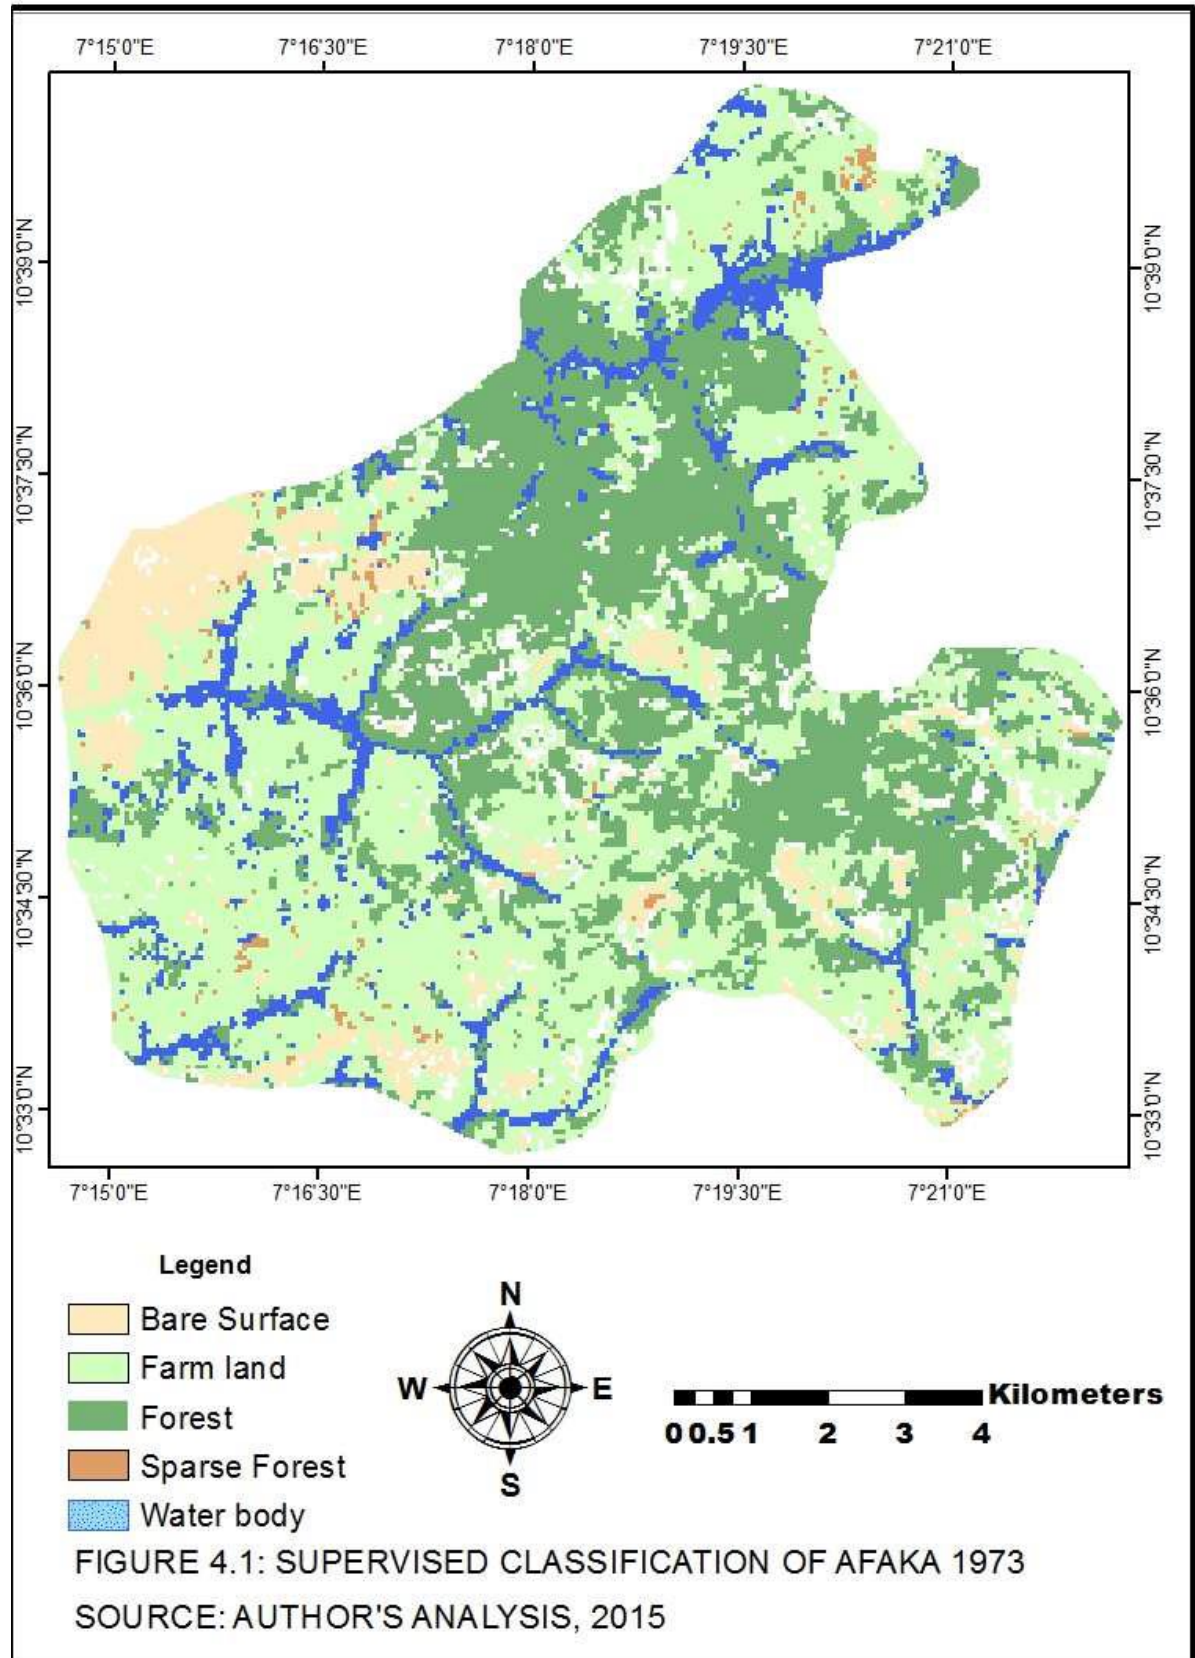 7°15'0"E 7°16'30"E 7°18'0"E 7°19'30"E 7°21'0"E
10°39'0"N 10°39'0"N
10°37'30"N 10°37'30"N
10°36'0"N 10°36'0"N
10°34'30"N 10°34'30"N
10°33'0"N 10°33'0"N
7°15'0"E 7°16'30"E 7°18'0"E 7°19'30"E 7°21'0"E
Legend
Bare Surface
Farm land
Forest
Sparse Forest
Water body
N
W E
S
Kilometers
0 0.5 1 2 3 4
FIGURE 4.1: SUPERVISED CLASSIFICATION OF AFAKA 1973
SOURCE: AUTHOR'S ANALYSIS, 2015